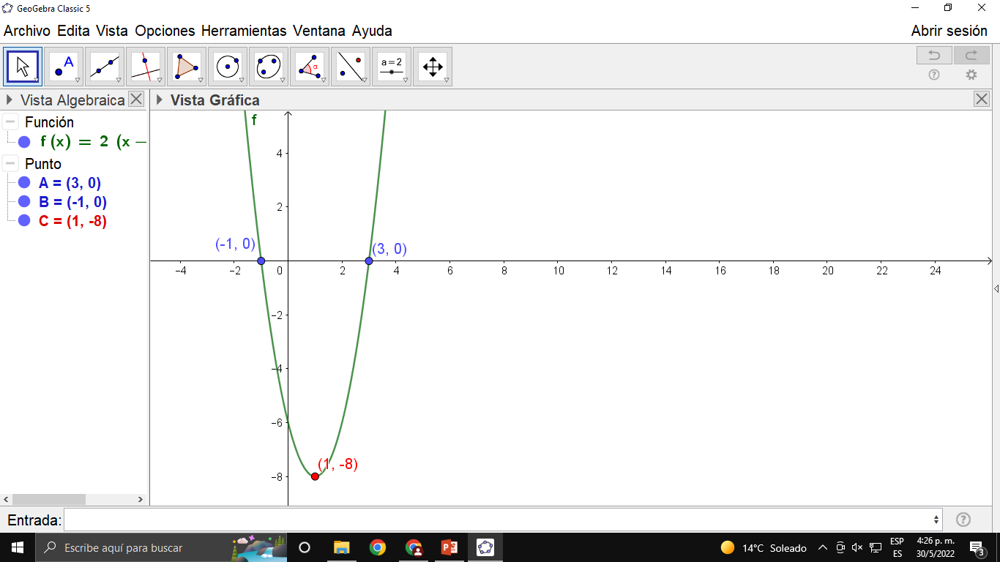 GeoGebra Classic 5
Archivo Edita Vista Opciones Herramientas Ventana Ayuda Abrir sesión
A α a = 2
Vista Algebraica
Vista Gráfica
Función
f (x) = 2 (x −
Punto
A = (3, 0)
B = (-1, 0)
C = (1, -8)
f
4
2
(-1, 0) (3, 0)
−4 −2 0 2 4 6 8 10 12 14 16 18 20 22 24
−2
−4
−6
(1, -8)
−8
Entrada:
Escribe aquí para buscar
14°C Soleado
ESP
ES
4:26 p. m.
30/5/2022
3